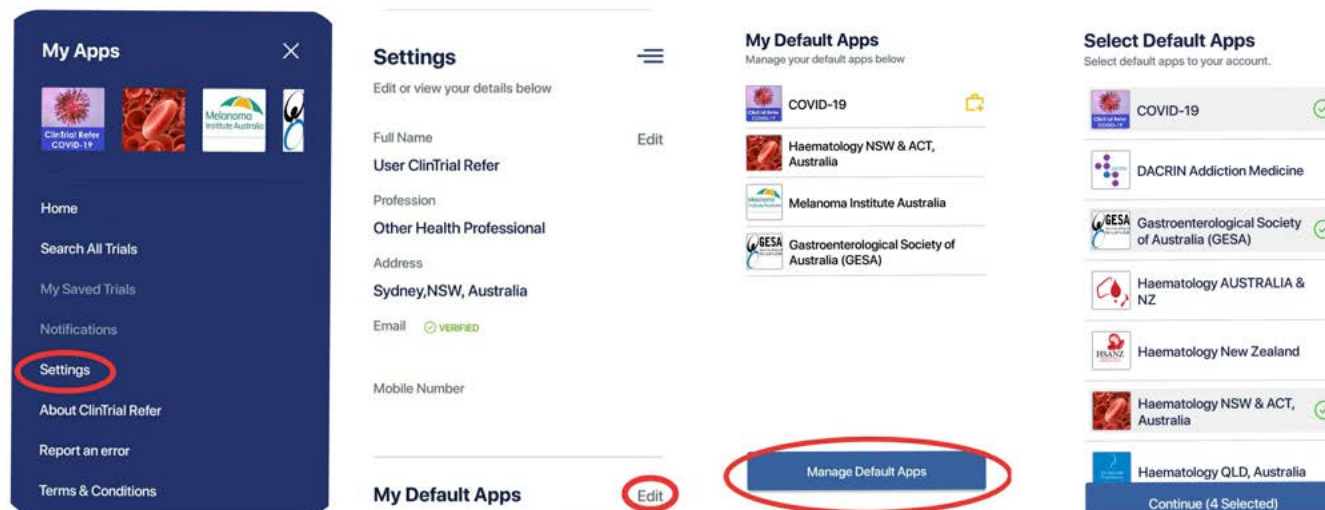 My Apps
ClinTrial Refer
COVID-19
Melanoma
Institute Australia
Home
Search All Trials
My Saved Trials
Notifications
Settings
About ClinTrial Refer
Report an error
Terms & Conditions
Settings
Edit or view your details below
Full Name
Edit
User ClinTrial Refer
Profession
Other Health Professional
Address
Sydney,NSW, Australia
Email
VERIFIED
Mobile Number
My Default Apps
Edit
My Default Apps
Manage your default apps below
COVID-19
Haematology NSW & ACT,
Australia
Melanoma Institute Australia
GESA
Gastroenterological Society of
Australia (GESA)
Manage Default Apps
Select Default Apps
Select default apps to your account.
COVID-19
DACRIN Addiction Medicine
GESA
Gastroenterological Society
of Australia (GESA)
Haematology AUSTRALIA &
NZ
HSANZ
Haematology New Zealand
Haematology NSW & ACT,
Australia
Haematology QLD, Australia
Continue (4 Selected)